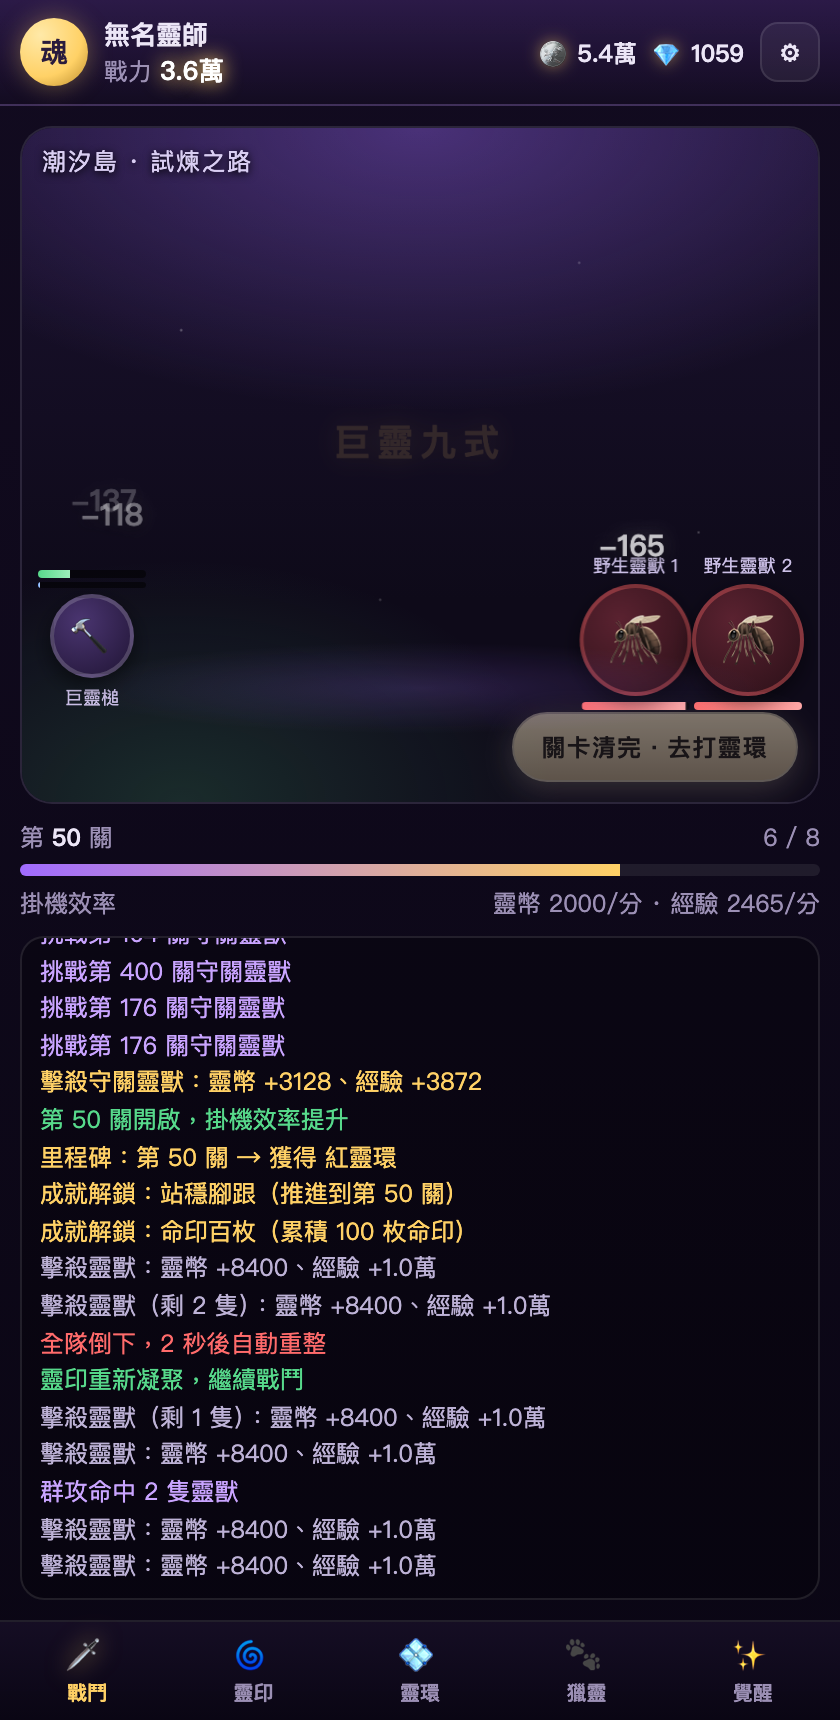 魂
無名靈師
戰力 3.6萬
5.4萬 1059
潮汐島 · 試煉之路
巨靈九式
-137
-118
-165
野生靈獸 1 野生靈獸 2
巨靈槌
關卡清完 · 去打靈環
第 50 關 6 / 8
掛機效率 靈幣 2000/分 · 經驗 2465/分
挑戰第 400 關守關靈獸
挑戰第 176 關守關靈獸
挑戰第 176 關守關靈獸
擊殺守關靈獸：靈幣 +3128、經驗 +3872
第 50 關開啟，掛機效率提升
里程碑：第 50 關 → 獲得 紅靈環
成就解鎖：站穩腳跟（推進到第 50 關）
成就解鎖：命印百枚（累積 100 枚命印）
擊殺靈獸：靈幣 +8400、經驗 +1.0萬
擊殺靈獸（剩 2 隻）：靈幣 +8400、經驗 +1.0萬
全隊倒下，2 秒後自動重整
靈印重新凝聚，繼續戰鬥
擊殺靈獸（剩 1 隻）：靈幣 +8400、經驗 +1.0萬
擊殺靈獸：靈幣 +8400、經驗 +1.0萬
群攻命中 2 隻靈獸
擊殺靈獸：靈幣 +8400、經驗 +1.0萬
擊殺靈獸：靈幣 +8400、經驗 +1.0萬
戰鬥 靈印 靈環 獵靈 覺醒